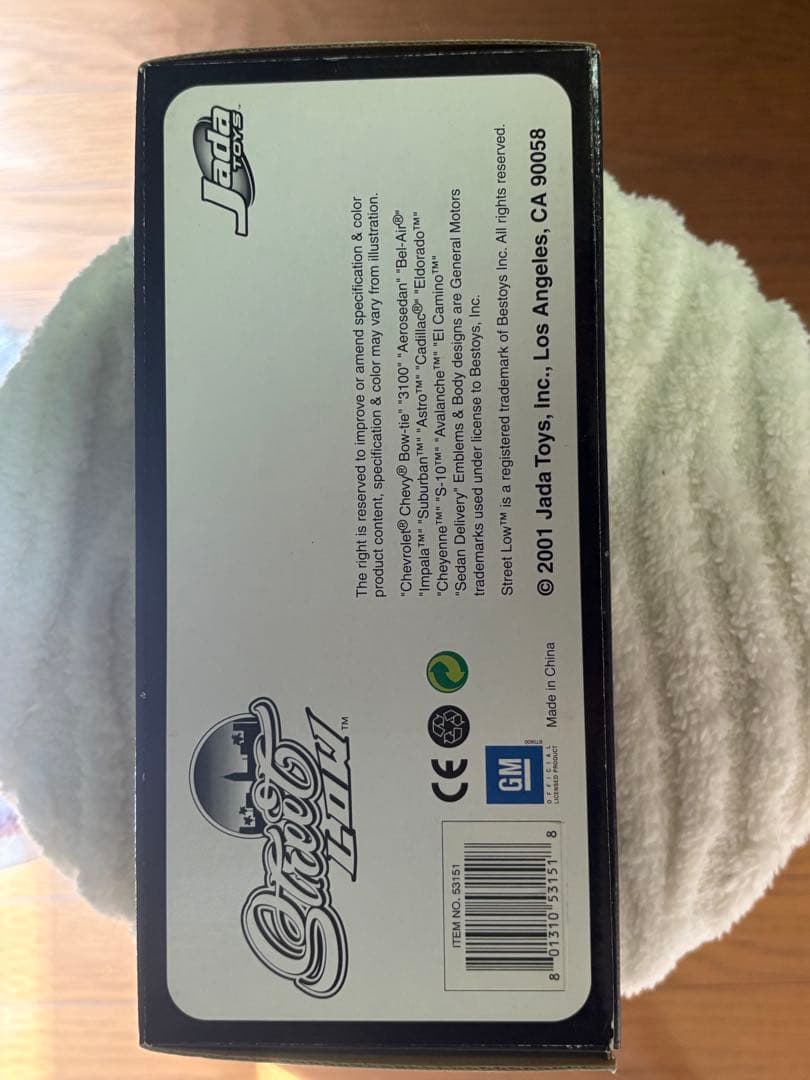 Street
LOW™
Jada
TOYS™
The right is reserved to improve or amend specification & color
product content, specification & color may vary from illustration.
"Chevrolet® Chevy® Bow-tie" "3100" "Aerosedan" "Bel-Air®"
"Impala™" "Suburban™" "Astro™" "Cadillac®" "Eldorado™"
"Cheyenne™" "S-10™" "Avalanche™" "El Camino™"
"Sedan Delivery" Emblems & Body designs are General Motors
trademarks used under license to Bestoys, Inc.
Street Low™ is a registered trademark of Bestoys Inc. All rights reserved.
© 2001 Jada Toys, Inc., Los Angeles, CA 90058
ITEM NO. 53151
8 01310 53151 8
CE
GM
OFFICIAL
LICENSED PRODUCT
Made in China